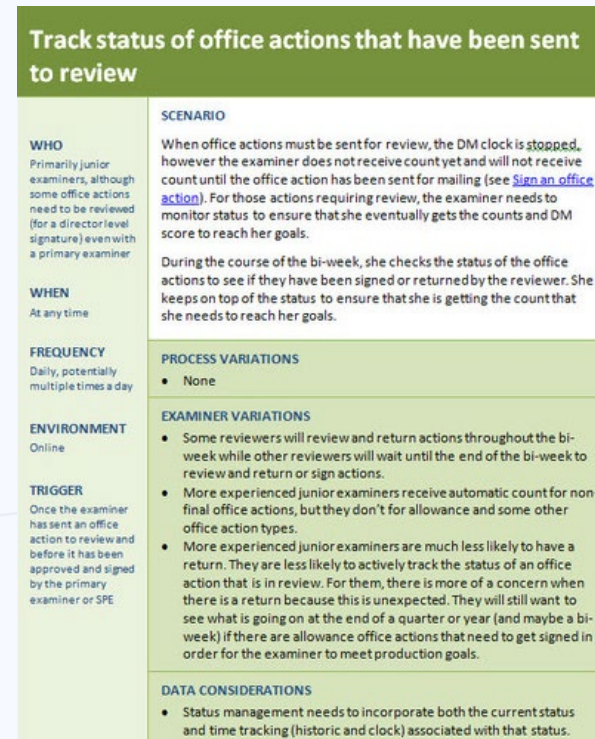 Track status of office actions that have been sent
to review
WHO
Primarily junior
examiners, although
some office actions
need to be reviewed
(for a director level
signature) even with
a primary examiner
WHEN
At any time
FREQUENCY
Daily, potentially
multiple times a day
ENVIRONMENT
Online
TRIGGER
Once the examiner
has sent an office
action to review and
before it has been
approved and signed
by the primary
examiner or SPE
SCENARIO
When office actions must be sent for review, the DM clock is stopped,
however the examiner does not receive count yet and will not receive
count until the office action has been sent for mailing (see Sign an office
action). For those actions requiring review, the examiner needs to
monitor status to ensure that she eventually gets the counts and DM
score to reach her goals.
During the course of the bi-week, she checks the status of the office
actions to see if they have been signed or returned by the reviewer. She
keeps on top of the status to ensure that she is getting the count that
she needs to reach her goals.
PROCESS VARIATIONS
• None
EXAMINER VARIATIONS
• Some reviewers will review and return actions throughout the bi-
week while other reviewers will wait until the end of the bi-week to
review and return or sign actions.
• More experienced junior examiners receive automatic count for non-
final office actions, but they don't for allowance and some other
office action types.
• More experienced junior examiners are much less likely to have a
return. They are less likely to actively track the status of an office
action that is in review. For them, there is more of a concern when
there is a return because this is unexpected. They will still want to
see what is going on at the end of a quarter or year (and maybe a bi-
week) if there are allowance office actions that need to get signed in
order for the examiner to meet production goals.
DATA CONSIDERATIONS
• Status management needs to incorporate both the current status
and time tracking (historic and clock) associated with that status.